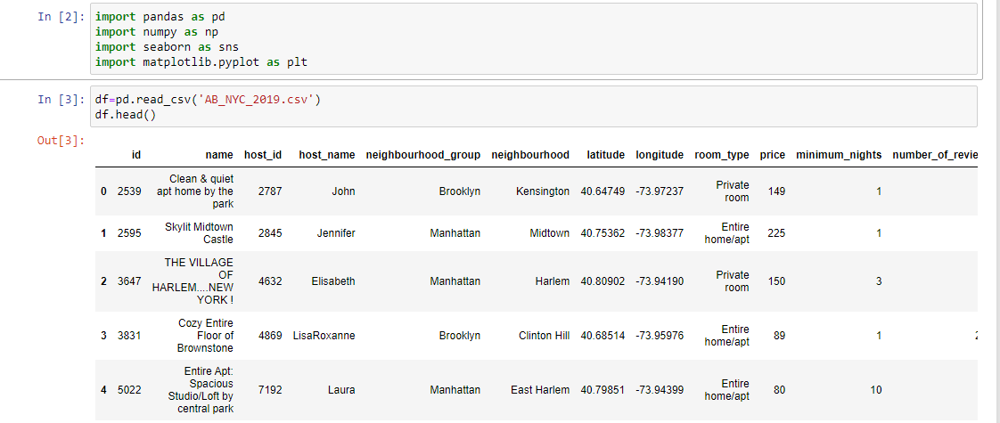 In [2]: import pandas as pd
import numpy as np
import seaborn as sns
import matplotlib.pyplot as plt
In [3]: df=pd.read_csv('AB_NYC_2019.csv')
df.head()
Out[3]:
id name host_id host_name neighbourhood_group neighbourhood latitude longitude room_type price minimum_nights number_of_revie
Clean & quiet
0 2539 apt home by the 2787 John Brooklyn Kensington 40.64749 -73.97237 Private room 149 1
park
1 2595 Skylit Midtown 2845 Jennifer Manhattan Midtown 40.75362 -73.98377 Entire home/apt 225 1
Castle
THE VILLAGE
OF
2 3647 HARLEM....NEW 4632 Elisabeth Manhattan Harlem 40.80902 -73.94190 Private room 150 3
YORK !
Cozy Entire
3 3831 Floor of 4869 LisaRoxanne Brooklyn Clinton Hill 40.68514 -73.95976 Entire home/apt 89 1
Brownstone
Entire Apt:
Spacious
4 5022 Studio/Loft by 7192 Laura Manhattan East Harlem 40.79851 -73.94399 Entire home/apt 80 10
central park